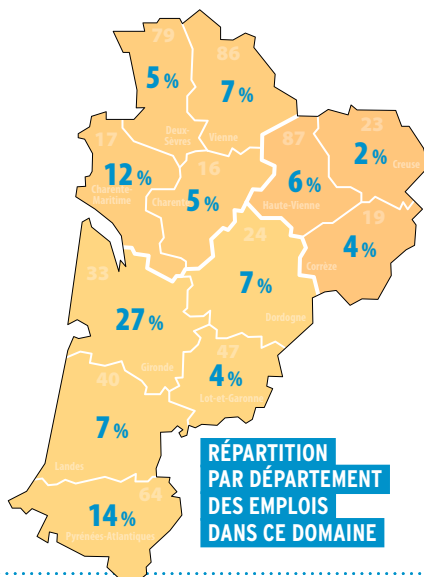 79
5 %
Deux-
Sèvres
86
7 %
Vienne
17
12 %
Charente-
Maritime
16
5 %
Charente
87
6 %
Haute-Vienne
23
2 %
Creuse
19
4 %
Corrèze
24
7 %
Dordogne
33
27 %
Gironde
47
4 %
Lot-et-Garonne
40
7 %
Landes
64
14 %
Pyrénées-Atlantiques
RÉPARTITION
PAR DÉPARTEMENT
DES EMPLOIS
DANS CE DOMAINE